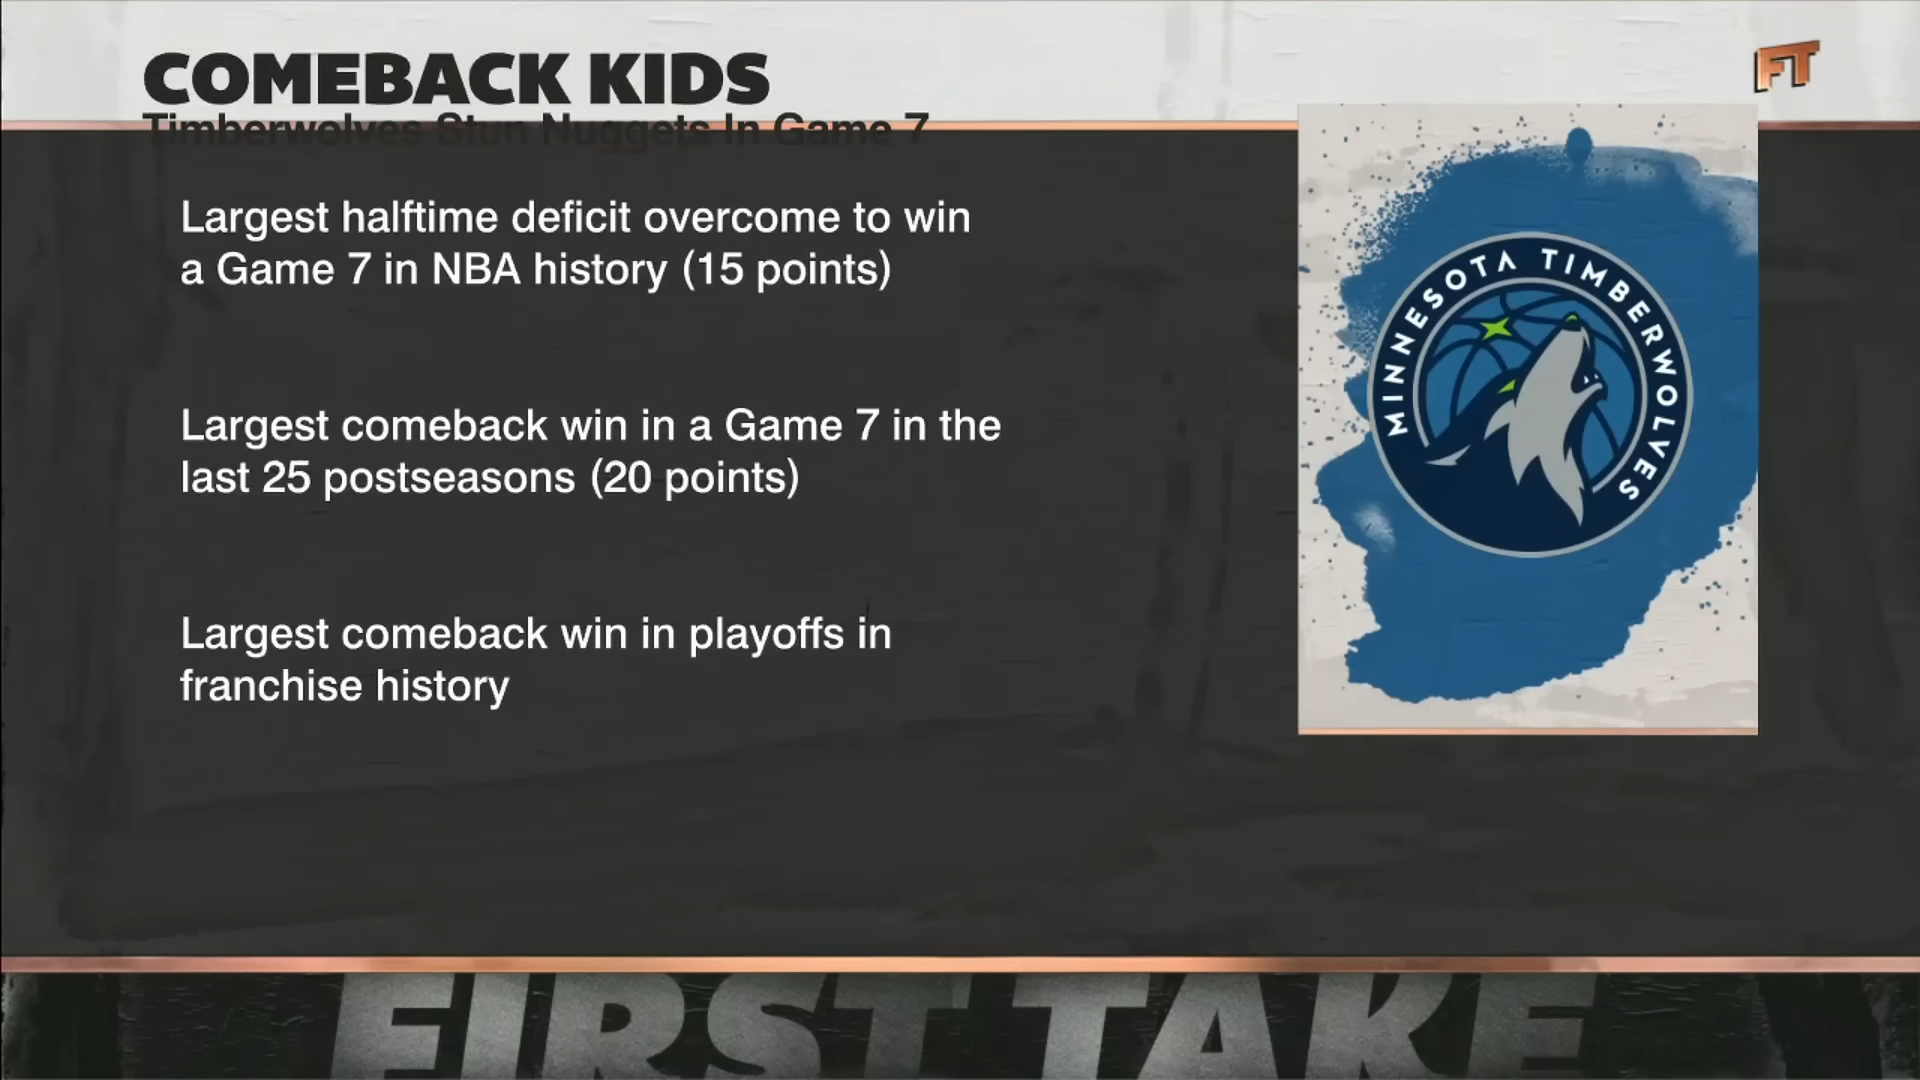 COMEBACK KIDS
FT
Timberwolves Stun Nuggets In Game 7
Largest halftime deficit overcome to win
a Game 7 in NBA history (15 points)
Largest comeback win in a Game 7 in the
last 25 postseasons (20 points)
Largest comeback win in playoffs in
franchise history
MINNESOTA TIMBERWOLVES
FIRST TAKE